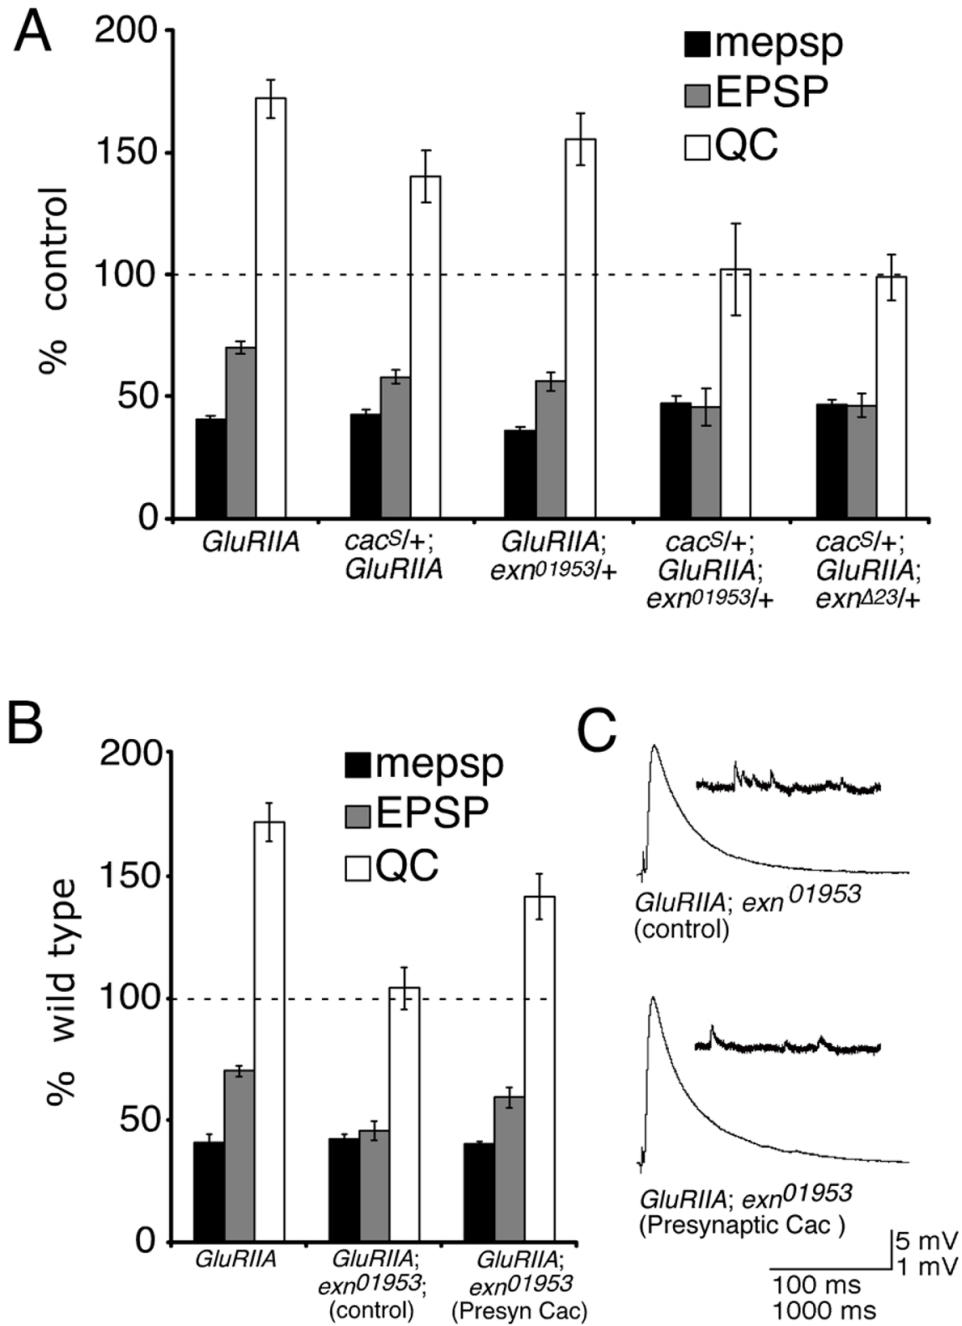 A
200
150
100
50
0
% control
mepsp
EPSP
QC
GluRIIA
cacS/+;
GluRIIA
GluRIIA;
exn01953/+
cacS/+;
GluRIIA;
exn01953/+
cacS/+;
GluRIIA;
exnΔ23/+
B
200
150
100
50
0
% wild type
mepsp
EPSP
QC
GluRIIA
GluRIIA;
exn01953;
(control)
GluRIIA;
exn01953
(Presyn Cac)
C
GluRIIA; exn01953
(control)
GluRIIA; exn01953
(Presynaptic Cac )
5 mV
1 mV
100 ms
1000 ms